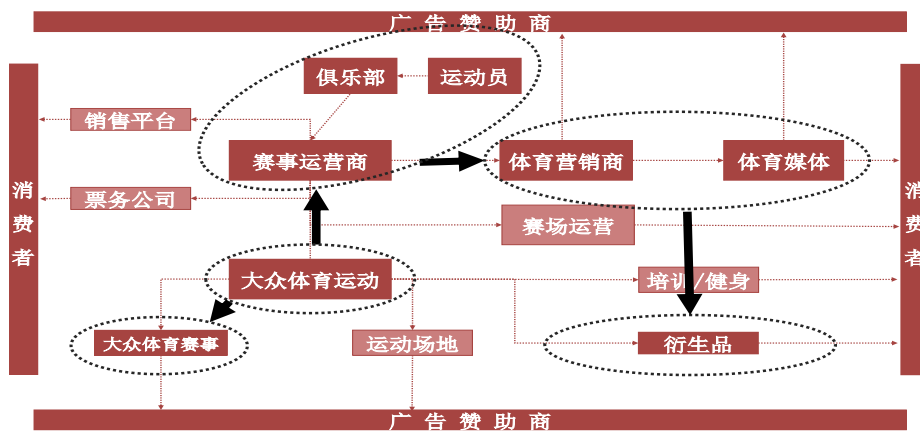 广告赞助商
俱乐部
运动员
销售平台
赛事运营商
体育营销商
体育媒体
消费者
票务公司
赛场运营
消费者
大众体育运动
培训/健身
大众体育赛事
运动场地
衍生品
广告赞助商